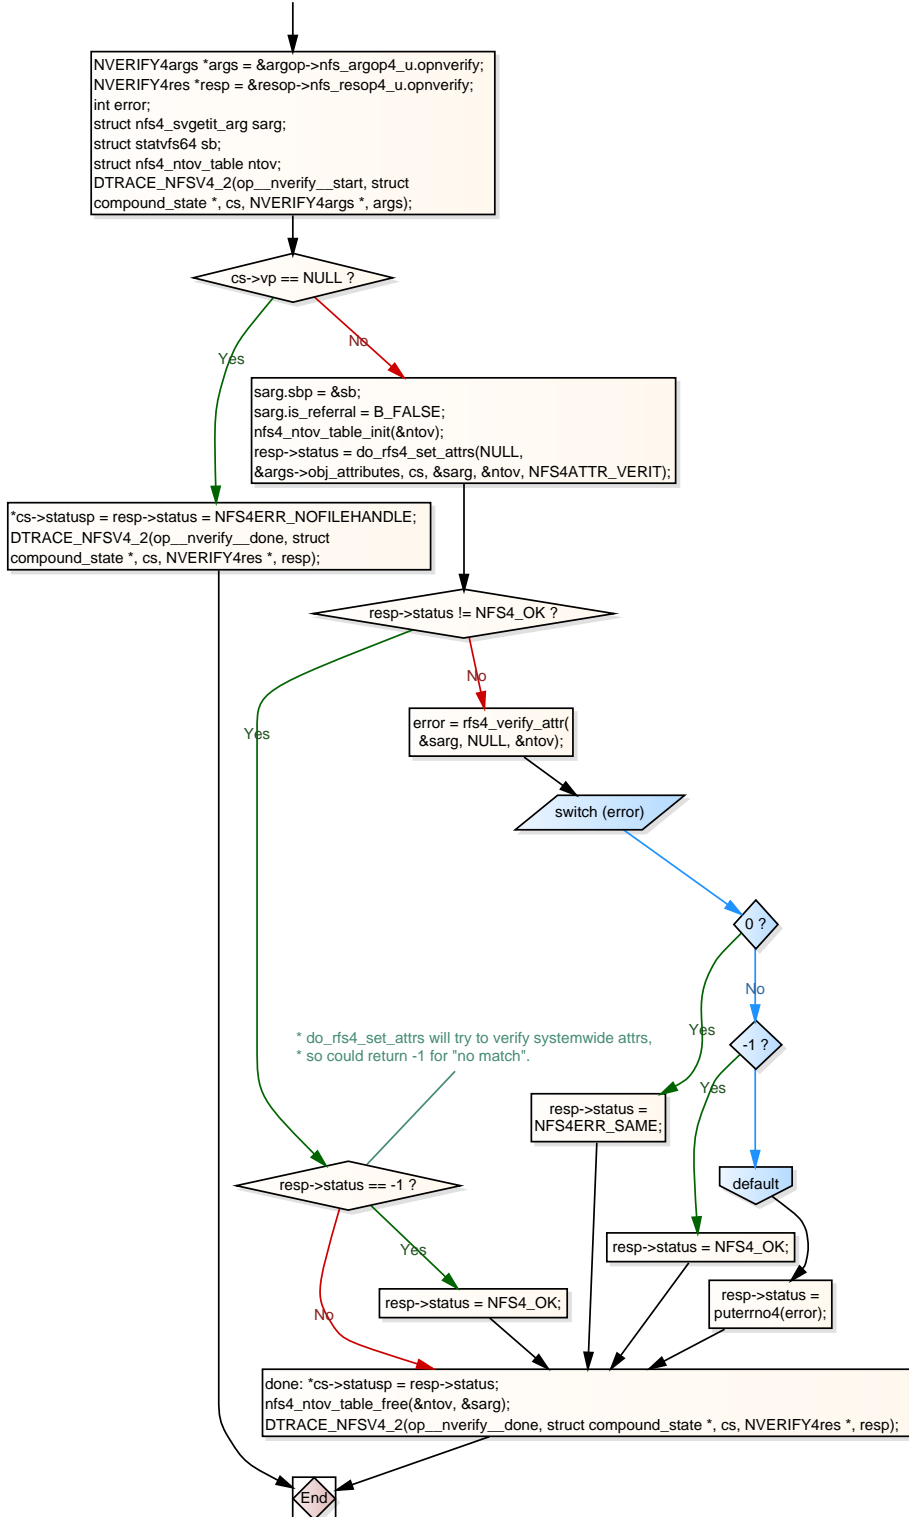 NVERIFY4args *args = &argop->nfs_argop4_u.opnverify;
NVERIFY4res *resp = &resop->nfs_resop4_u.opnverify;
int error;
struct nfs4_svgetit_arg sarg;
struct statvfs64 sb;
struct nfs4_ntov_table ntov;
DTRACE_NFSV4_2(op__nverify__start, struct
compound_state *, cs, NVERIFY4args *, args);
cs->vp == NULL ?
Yes
No
sarg.sbp = &sb;
sarg.is_referral = B_FALSE;
nfs4_ntov_table_init(&ntov);
resp->status = do_rfs4_set_attrs(NULL,
&args->obj_attributes, cs, &sarg, &ntov, NFS4ATTR_VERIT);
*cs->statusp = resp->status = NFS4ERR_NOFILEHANDLE;
DTRACE_NFSV4_2(op__nverify__done, struct
compound_state *, cs, NVERIFY4res *, resp);
resp->status != NFS4_OK ?
No
Yes
error = rfs4_verify_attr(
&sarg, NULL, &ntov);
switch (error)
0 ?
No
Yes
* do_rfs4_set_attrs will try to verify systemwide attrs,
* so could return -1 for "no match".
-1 ?
Yes
resp->status =
NFS4ERR_SAME;
resp->status == -1 ?
default
Yes
No
resp->status = NFS4_OK;
resp->status = NFS4_OK;
resp->status =
puterrno4(error);
done: *cs->statusp = resp->status;
nfs4_ntov_table_free(&ntov, &sarg);
DTRACE_NFSV4_2(op__nverify__done, struct compound_state *, cs, NVERIFY4res *, resp);
End